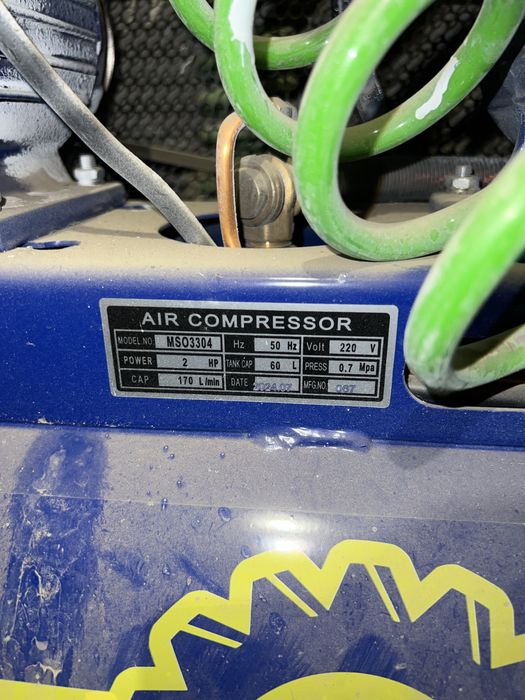 AIR COMPRESSOR
MODEL.NO: MSO3304 Hz 50 Hz Volt 220 V
POWER 2 HP TANK CAP 60 L PRESS 0.7 Mpa
CAP 170 L/min DATE 2024.07 MFG.NO. 067